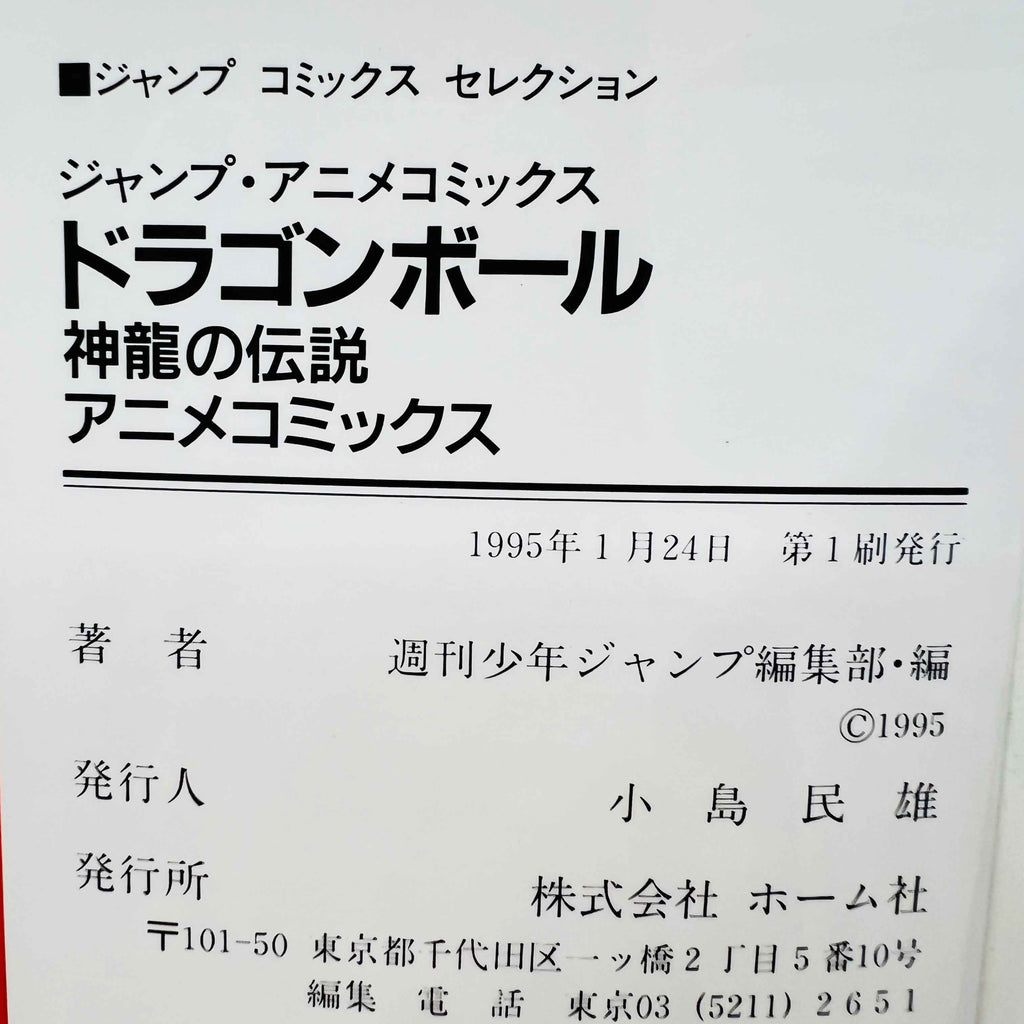 ■ジャンプ コミックス セレクション
ジャンプ・アニメコミックス
ドラゴンボール
神龍の伝説
アニメコミックス
1995年1月24日 第1刷発行
著者 週刊少年ジャンプ編集部・編
©1995
発行人 小島民雄
発行所 株式会社 ホーム社
〒101-50 東京都千代田区一ッ橋2丁目5番10号
編集 電話 東京03 (5211) 2651